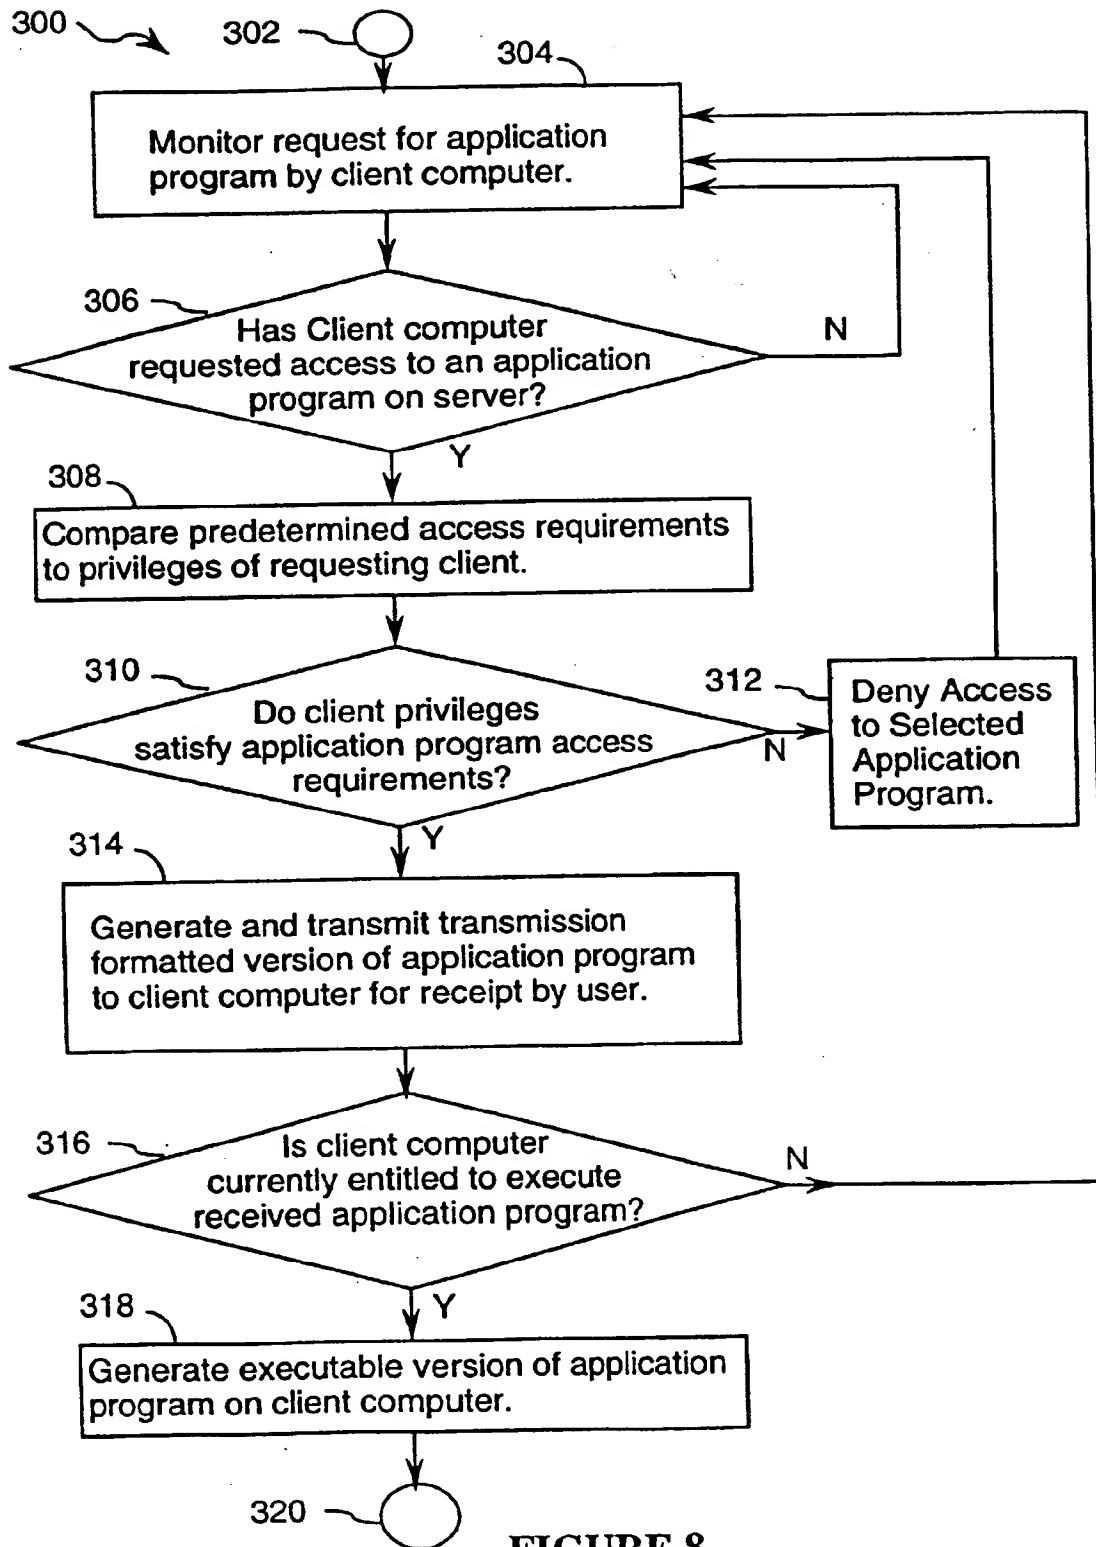 300
302
304
Monitor request for application
program by client computer.
306
Has Client computer
requested access to an application
program on server?
N
Y
308
Compare predetermined access requirements
to privileges of requesting client.
310
Do client privileges
satisfy application program access
requirements?
N
312
Deny Access
to Selected
Application
Program.
Y
314
Generate and transmit transmission
formatted version of application program
to client computer for receipt by user.
316
Is client computer
currently entitled to execute
received application program?
N
Y
318
Generate executable version of application
program on client computer.
320
FIGURE 8